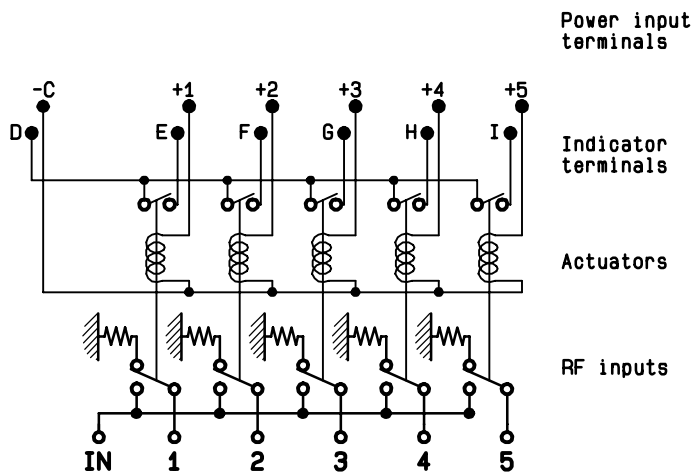 Power input
terminals
-C +1 +2 +3 +4 +5
D E F G H I
Indicator
terminals
Actuators
RF inputs
IN 1 2 3 4 5